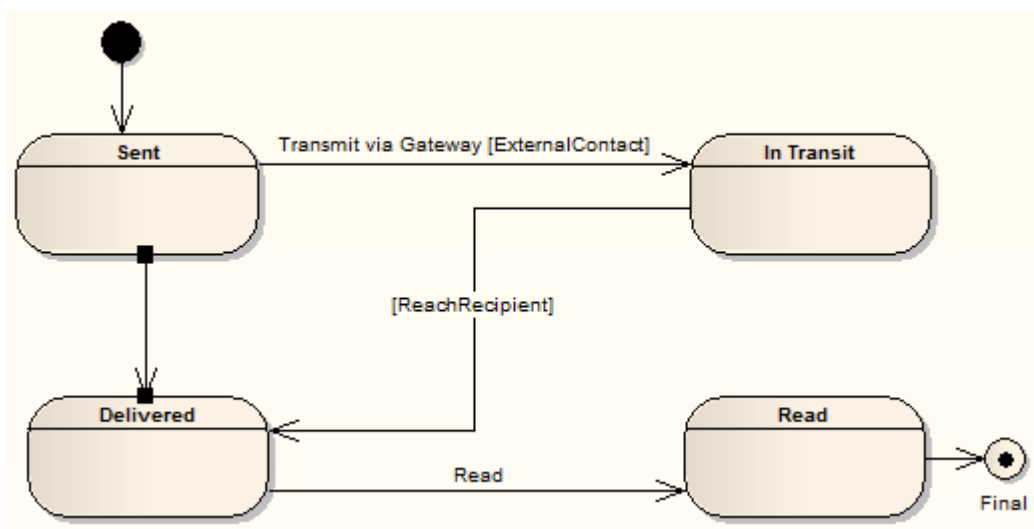 Sent
Transmit via Gateway [ExternalContact]
In Transit
[ReachRecipient]
Delivered
Read
Read
Final